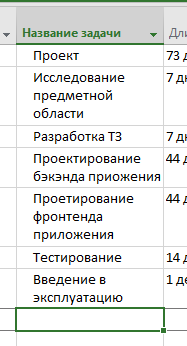 Название задачи
Дли
Проект
73 д
Исследование
7 дн
предметной
области
Разработка ТЗ
7 дн
Проектирование
44 д
бэкэнда приожения
Проетирование
44 д
фронтенда
приложения
Тестирование
14 д
Введение в
1 де
эксплуатацию